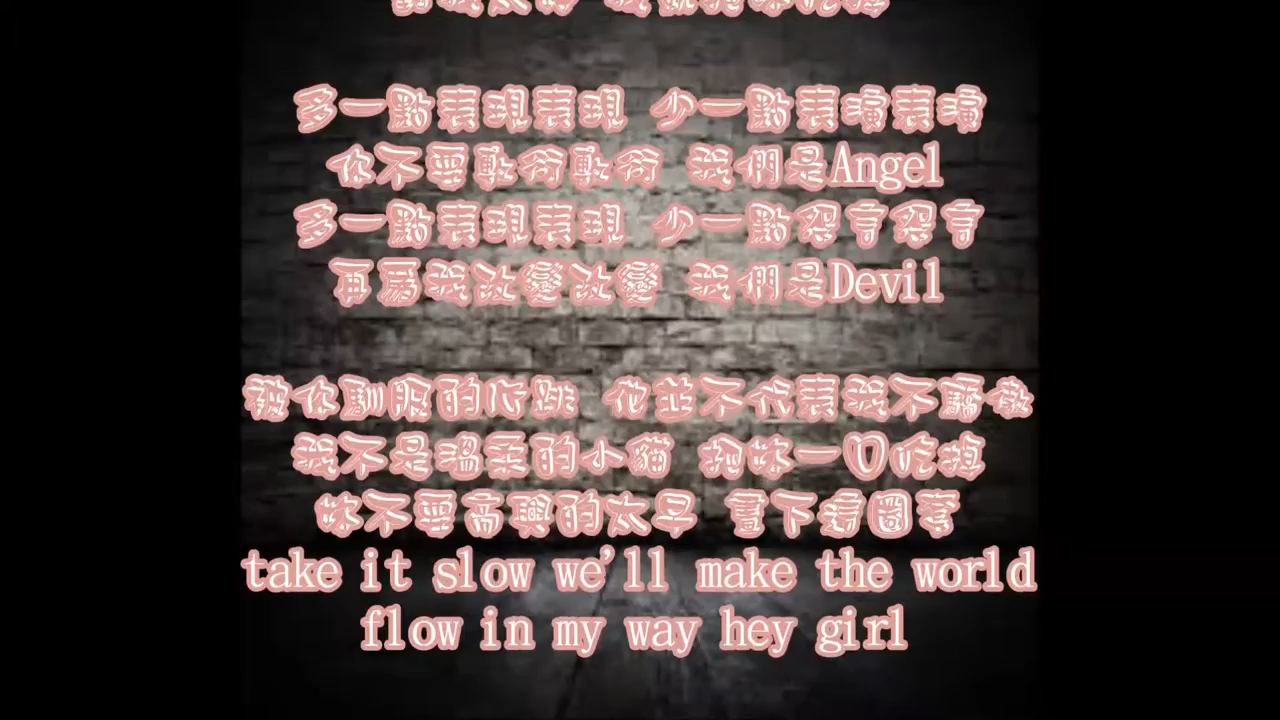 多一點表現表現 少一點表演表演
你不要敷衍敷衍 我們是Angel
多一點表現表現 少一點怨言怨言
再為我改變改變 我們是Devil
被你馴服的心跳 他並不代表我不驕傲
我不是溫柔的小貓 把妳一口吃掉
妳不要高興的太早 畫下這圈套
take it slow we'll make the world
flow in my way hey girl